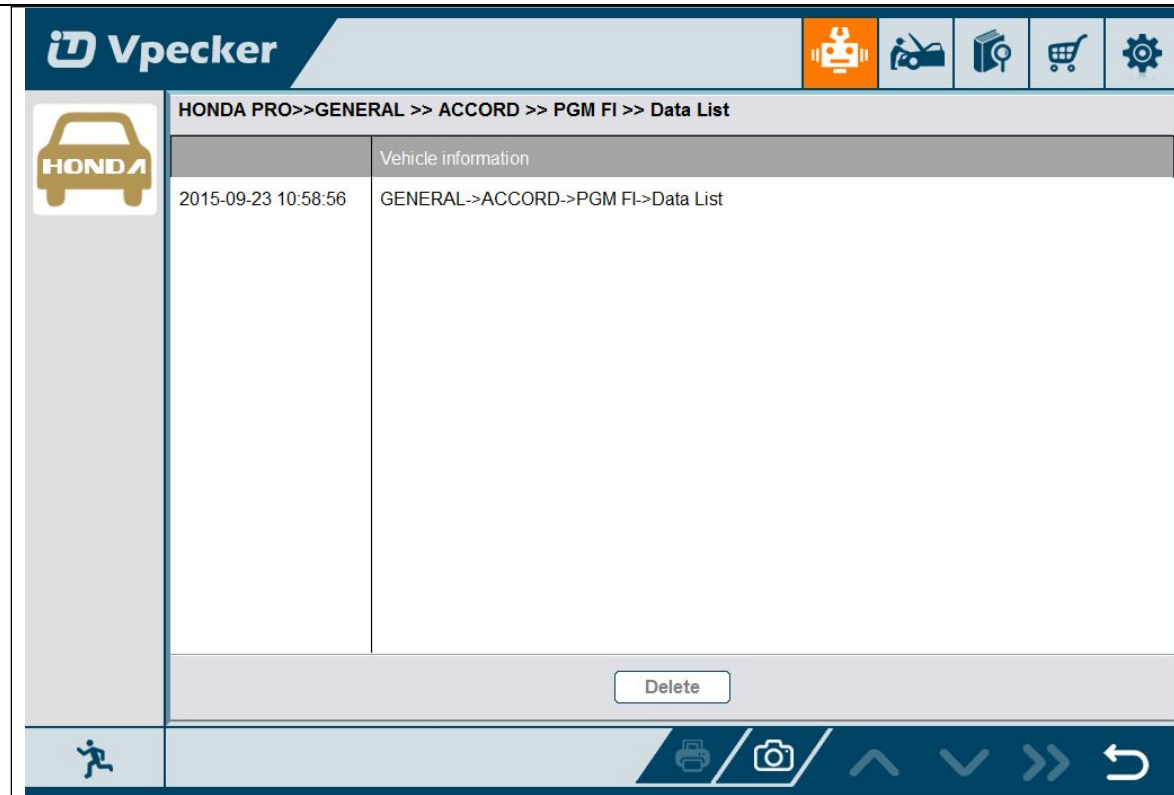 Vpecker
HONDA PRO>>GENERAL >> ACCORD >> PGM FI >> Data List
HONDA
Vehicle information
2015-09-23 10:58:56 GENERAL->ACCORD->PGM FI->Data List
Delete